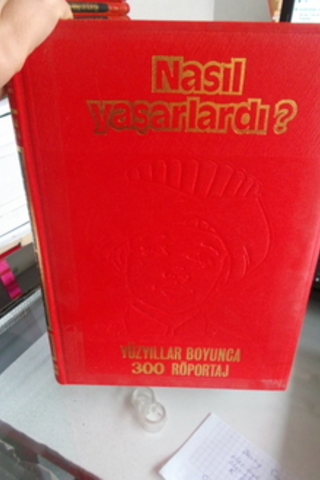 Nasıl
yaşarlardı?
YÜZYILLAR BOYUNCA
300 RÖPORTAJ